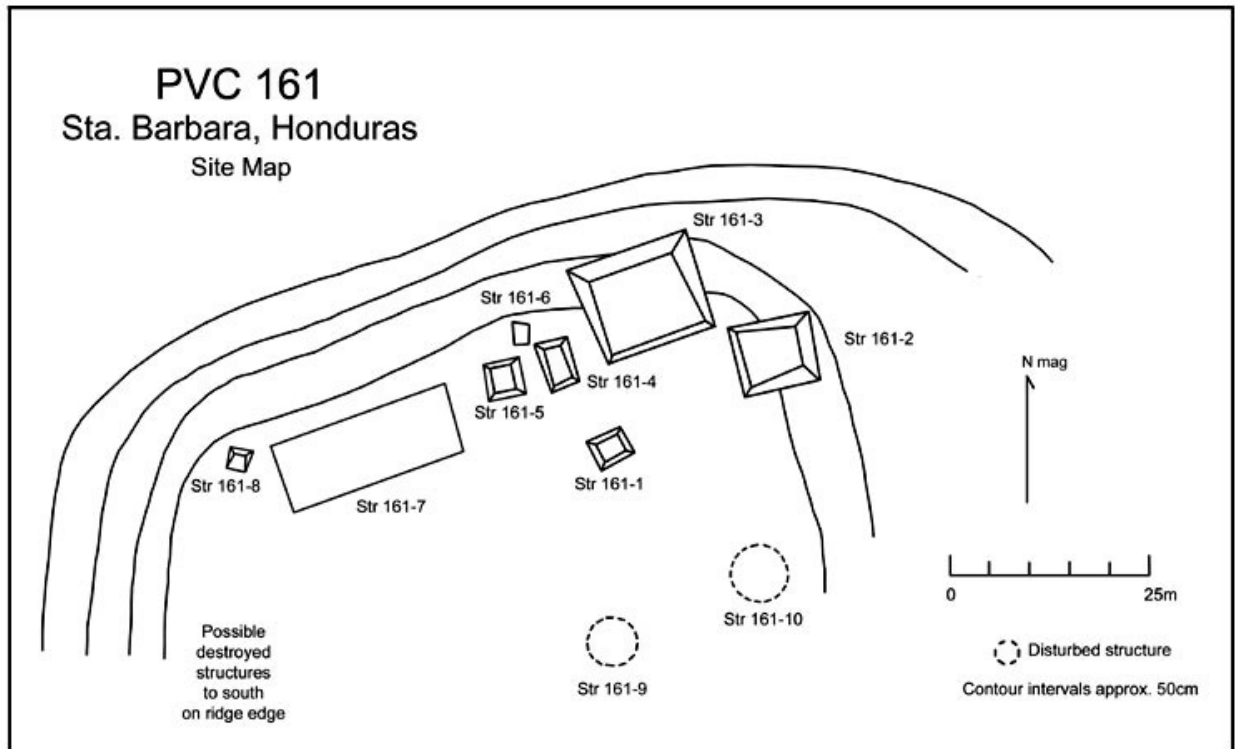 PVC 161
Sta. Barbara, Honduras
Site Map
Str 161-3
Str 161-6
Str 161-2
Str 161-4
N mag
Str 161-5
Str 161-1
Str 161-8
Str 161-7
0
25m
Str 161-10
Possible
destroyed
structures
to south
on ridge edge
Disturbed structure
Str 161-9
Contour intervals approx. 50cm